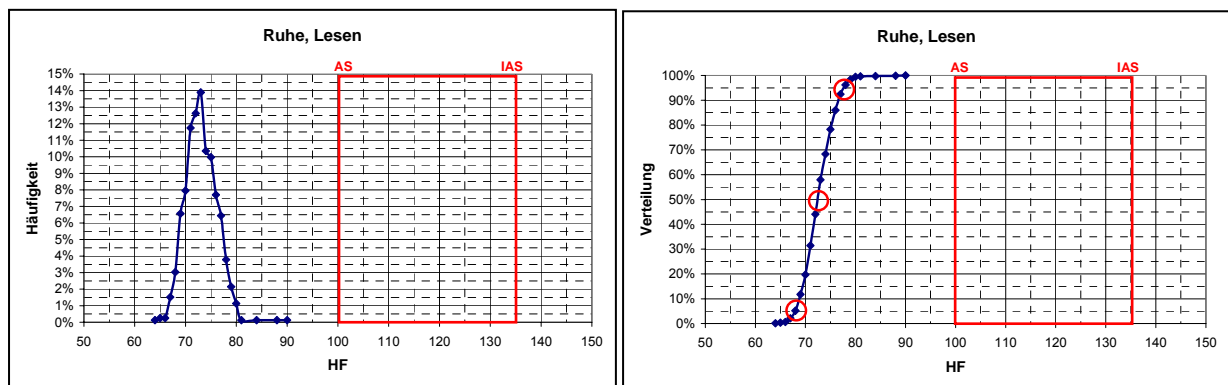 Ruhe, Lesen
AS IAS
15%
14%
13%
12%
11%
10%
9%
8%
7%
6%
5%
4%
3%
2%
1%
0%
Häufigkeit
50 60 70 80 90 100 110 120 130 140 150
HF
Ruhe, Lesen
AS IAS
100%
90%
80%
70%
60%
50%
40%
30%
20%
10%
0%
Verteilung
50 60 70 80 90 100 110 120 130 140 150
HF